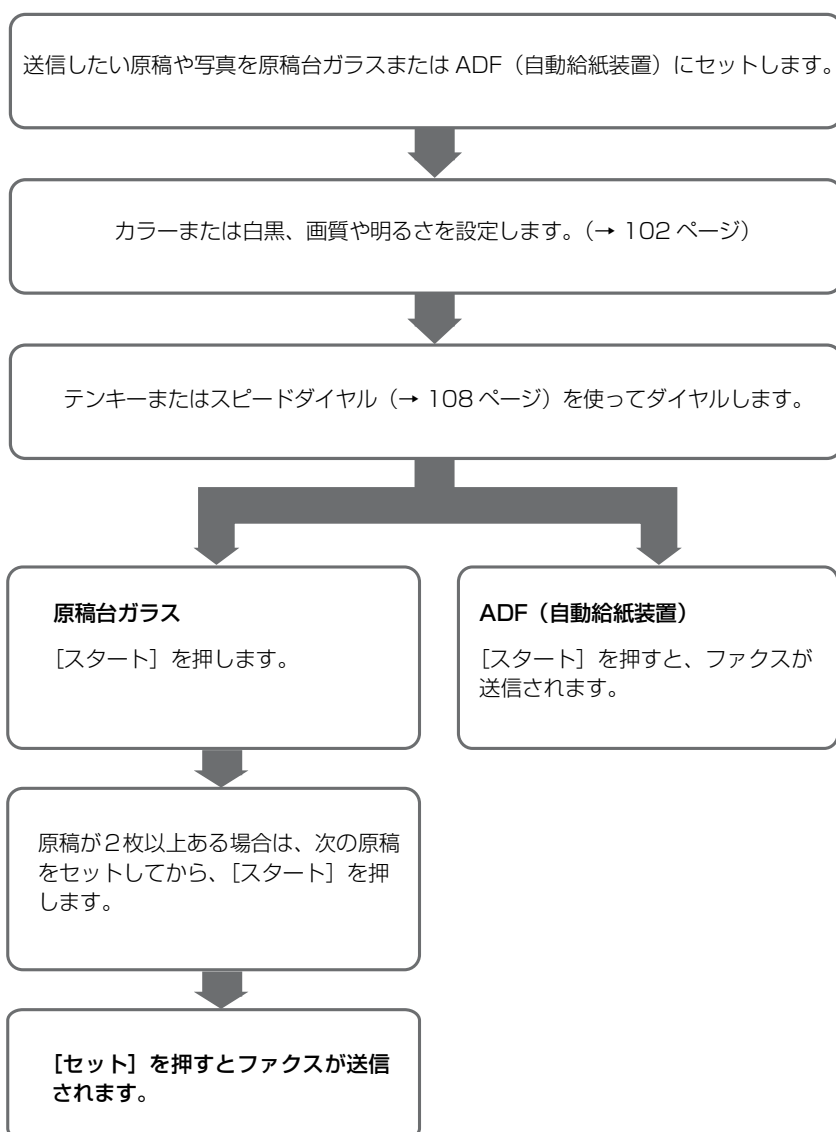 送信したい原稿や写真を原稿台ガラスまたは ADF（自動給紙装置）にセットします。
カラーまたは白黒、画質や明るさを設定します。（→ 102 ページ）
テンキーまたはスピードダイヤル（→ 108 ページ）を使ってダイヤルします。
原稿台ガラス
［スタート］を押します。
ADF（自動給紙装置）
［スタート］を押すと、ファクスが
送信されます。
原稿が２枚以上ある場合は、次の原稿
をセットしてから、［スタート］を押
します。
［セット］を押すとファクスが送信
されます。